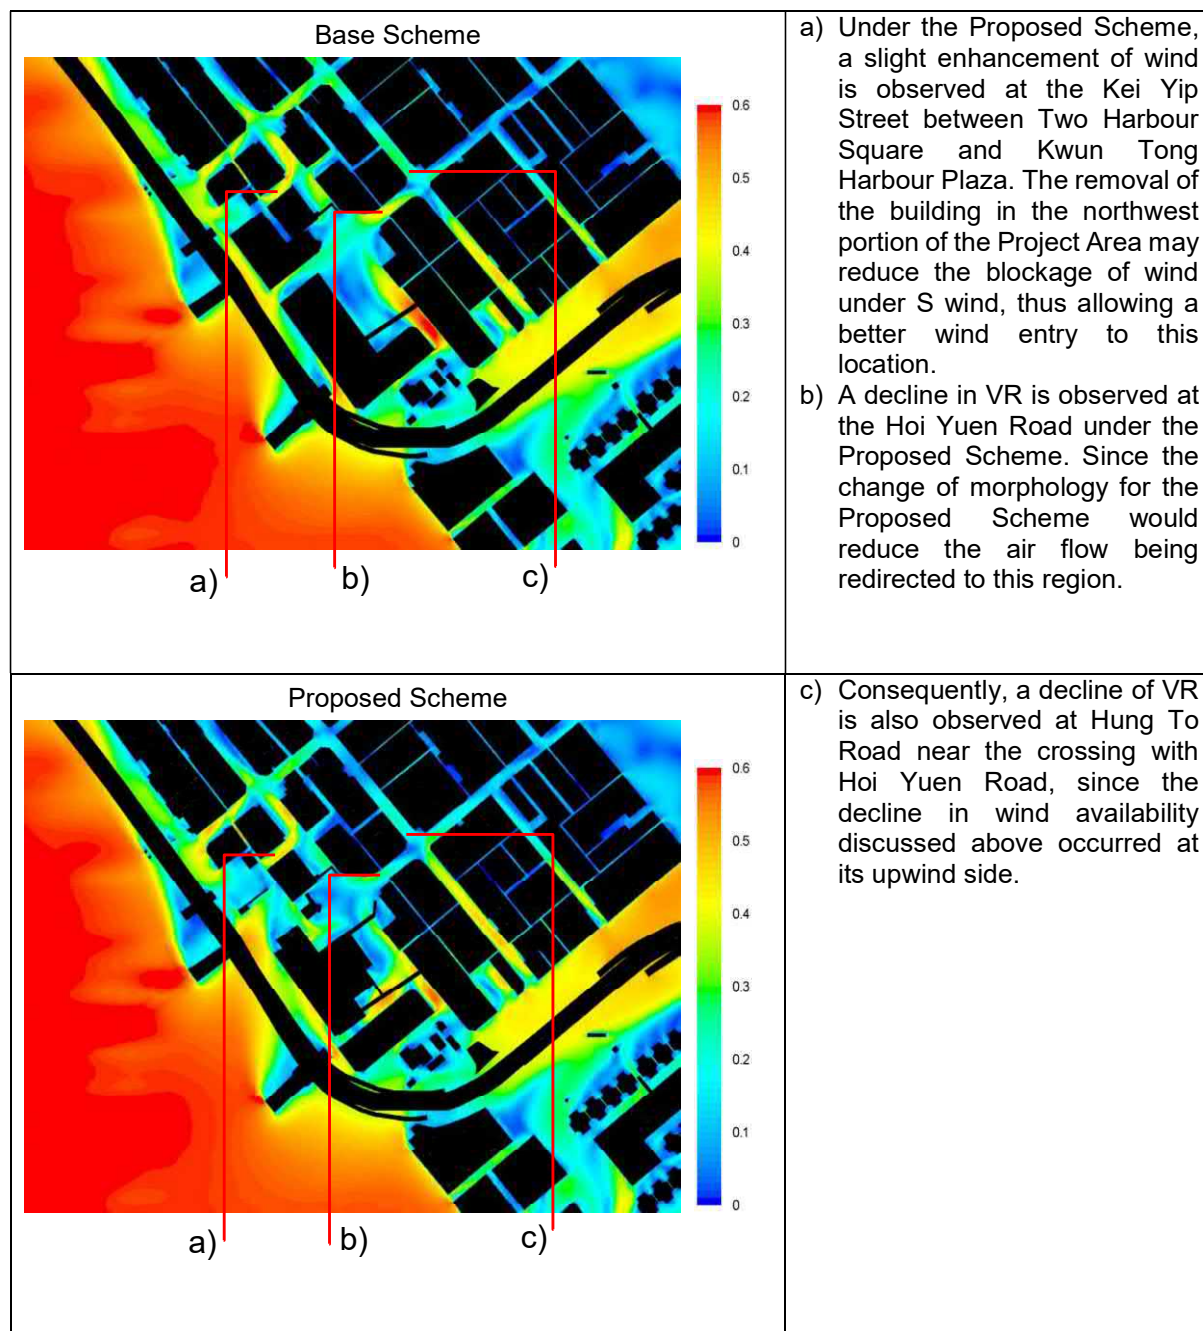 Base Scheme
0.6
0.5
0.4
0.3
0.2
0.1
0
a)
b)
c)
a) Under the Proposed Scheme,
a slight enhancement of wind
is observed at the Kei Yip
Street between Two Harbour
Square and Kwun Tong
Harbour Plaza. The removal of
the building in the northwest
portion of the Project Area may
reduce the blockage of wind
under S wind, thus allowing a
better wind entry to this
location.
b) A decline in VR is observed at
the Hoi Yuen Road under the
Proposed Scheme. Since the
change of morphology for the
Proposed Scheme would
reduce the air flow being
redirected to this region.
Proposed Scheme
0.6
0.5
0.4
0.3
0.2
0.1
0
a)
b)
c)
c) Consequently, a decline of VR
is also observed at Hung To
Road near the crossing with
Hoi Yuen Road, since the
decline in wind availability
discussed above occurred at
its upwind side.